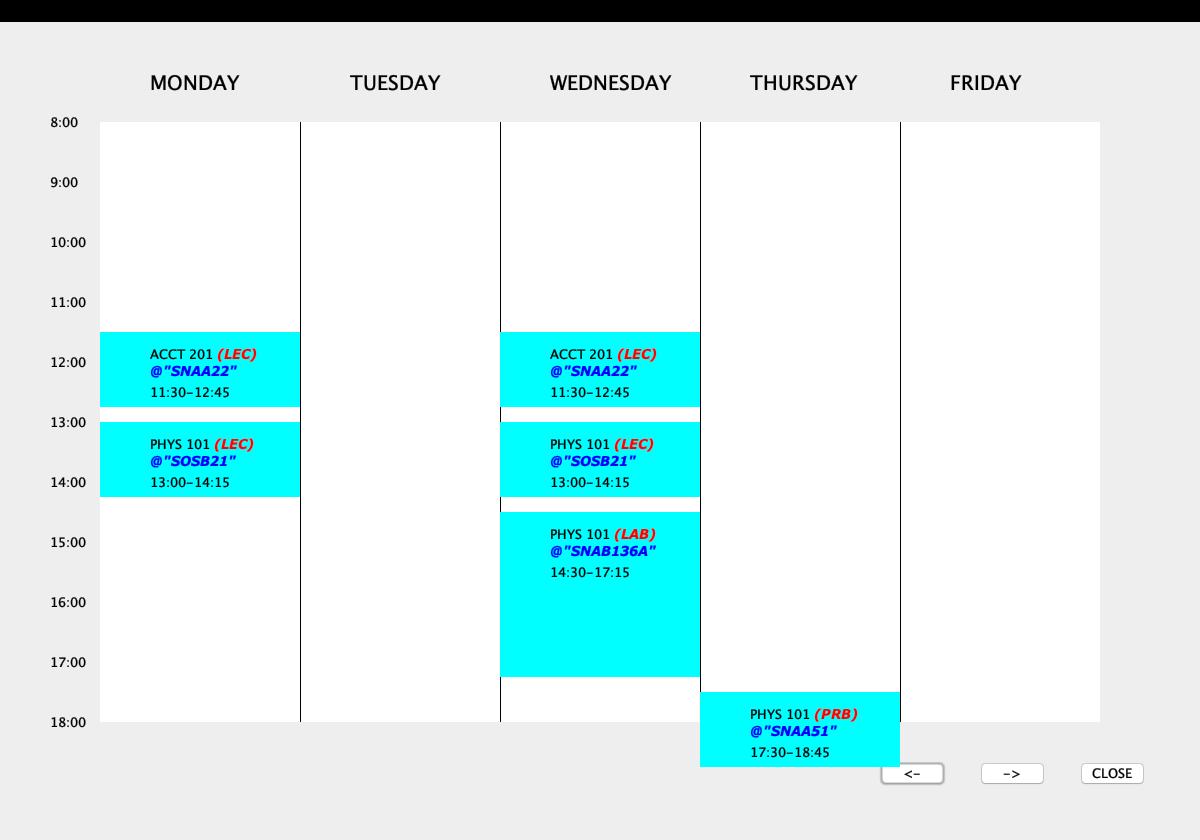 MONDAY TUESDAY WEDNESDAY THURSDAY FRIDAY
8:00
9:00
10:00
11:00
12:00
13:00
14:00
15:00
16:00
17:00
18:00
ACCT 201 (LEC)
@"SNAA22"
11:30-12:45
PHYS 101 (LEC)
@"SOSB21"
13:00-14:15
ACCT 201 (LEC)
@"SNAA22"
11:30-12:45
PHYS 101 (LEC)
@"SOSB21"
13:00-14:15
PHYS 101 (LAB)
@"SNAB136A"
14:30-17:15
PHYS 101 (PRB)
@"SNAA51"
17:30-18:45
<- -> CLOSE